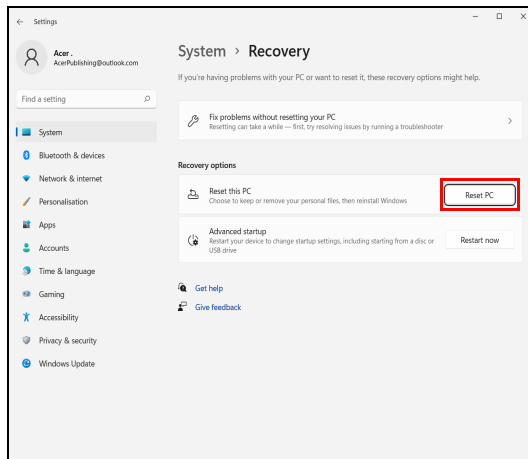 Settings
Acer .
AcerPublishing@outlook.com
Find a setting
System
Bluetooth & devices
Network & internet
Personalisation
Apps
Accounts
Time & language
Gaming
Accessibility
Privacy & security
Windows Update
System > Recovery
If you're having problems with your PC or want to reset it, these recovery options might help.
Fix problems without resetting your PC
Resetting can take a while — first, try resolving issues by running a troubleshooter
Recovery options
Reset this PC
Choose to keep or remove your personal files, then reinstall Windows
Reset PC
Advanced startup
Restart your device to change startup settings, including starting from a disc or
USB drive
Restart now
Get help
Give feedback